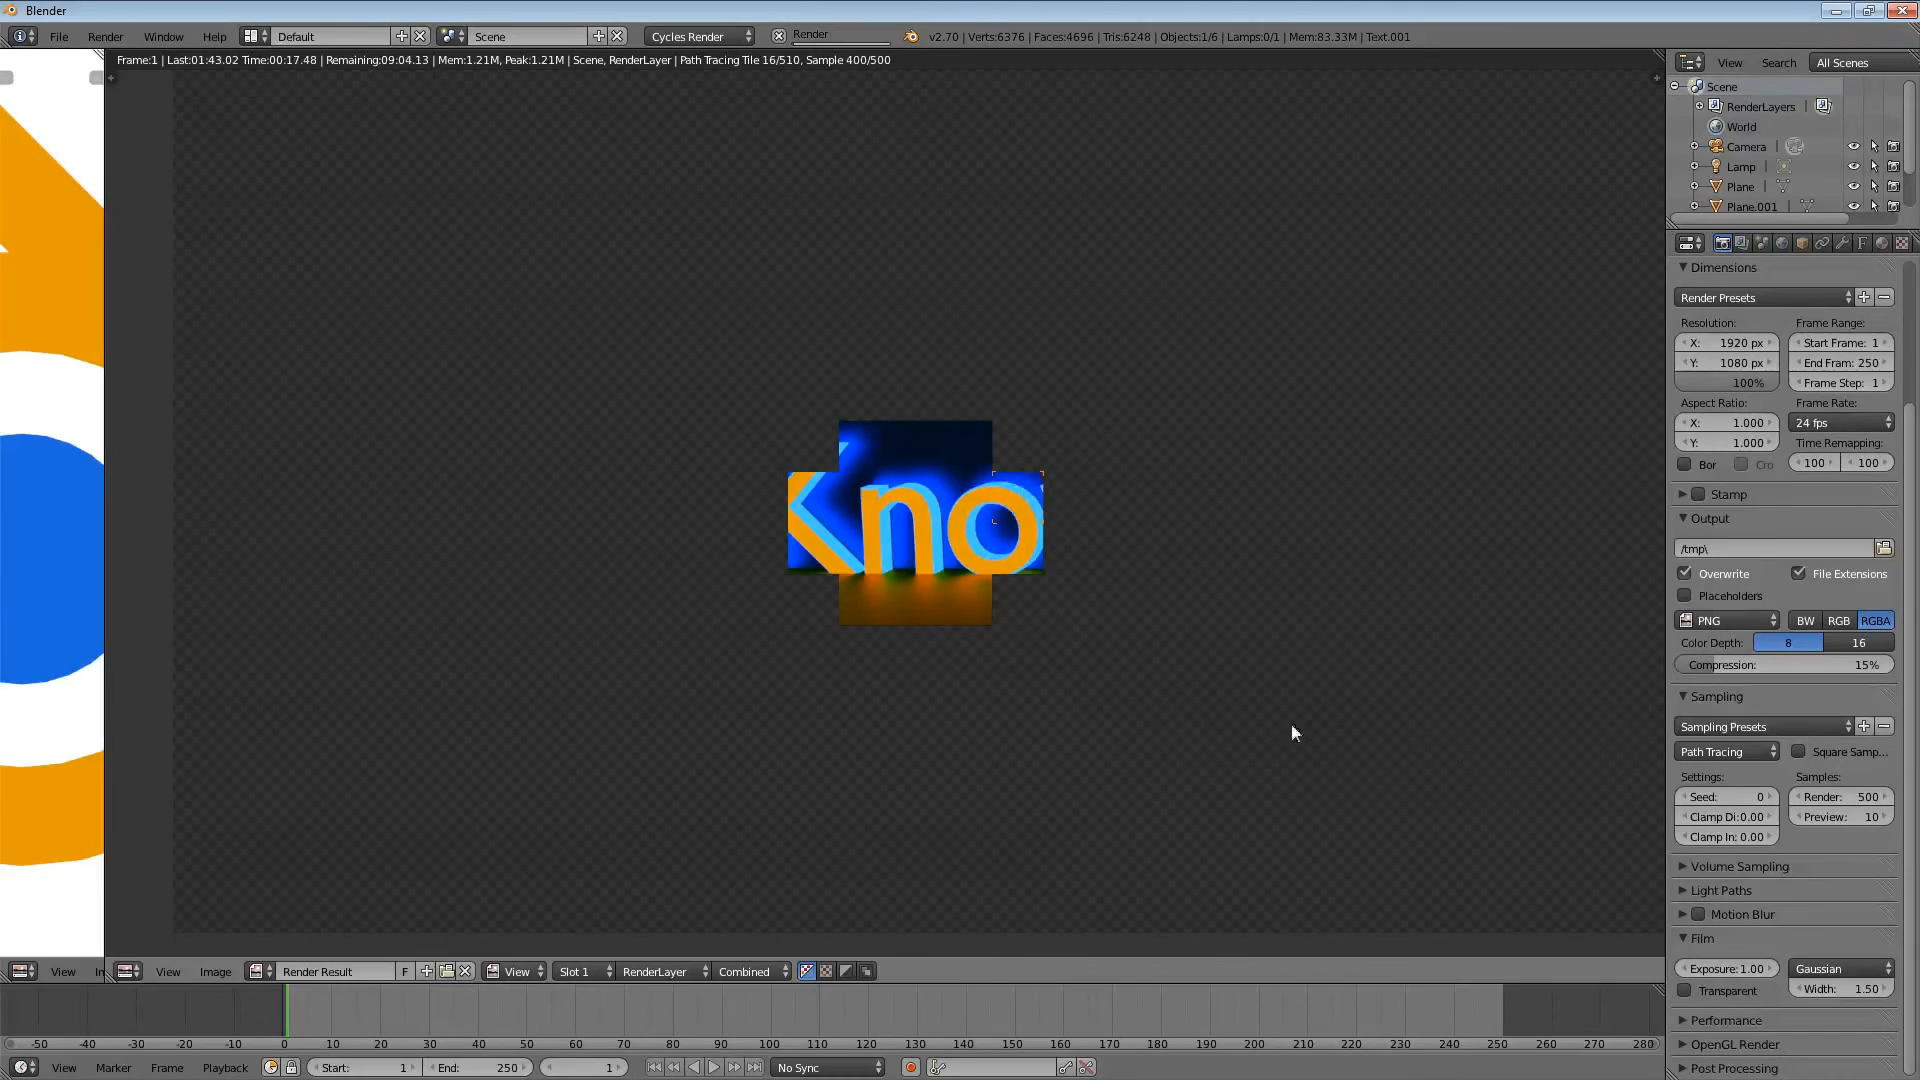 Blender
File Render Window Help Default Scene Cycles Render Render v2.70 | Verts:6376 | Faces:4696 | Tris:6248 | Objects:1/6 | Lamps:0/1 | Mem:83.33M | Text.001
Frame:1 | Last:01:43.02 Time:00:17.48 | Remaining:09:04.13 | Mem:1.21M, Peak:1.21M | Scene, RenderLayer | Path Tracing Tile 16/510, Sample 400/500
View Search All Scenes
Scene
RenderLayers |
World
Camera |
Lamp |
Plane |
Plane.001 |
Dimensions
Render Presets
Resolution: Frame Range:
X: 1920 px Start Frame: 1
Y: 1080 px End Fram: 250
100% Frame Step: 1
Aspect Ratio: Frame Rate:
X: 1.000 24 fps
Y: 1.000 Time Remapping:
Bor Cro 100 100
Stamp
Output
/tmp\
Overwrite File Extensions
Placeholders
PNG BW RGB RGBA
Color Depth: 8 16
Compression: 15%
Sampling
Sampling Presets
Path Tracing Square Samp...
Settings: Samples:
Seed: 0 Render: 500
Clamp Di:0.00 Preview: 10
Clamp In: 0.00
Volume Sampling
Light Paths
Motion Blur
Film
Exposure:1.00 Gaussian
Transparent Width: 1.50
Performance
OpenGL Render
Post Processing
Kno
View In View Image Render Result F View Slot 1 RenderLayer Combined
-50 -40 -30 -20 -10 0 10 20 30 40 50 60 70 80 90 100 110 120 130 140 150 160 170 180 190 200 210 220 230 240 250 260 270 280
View Marker Frame Playback Start: 1 End: 250 1 No Sync